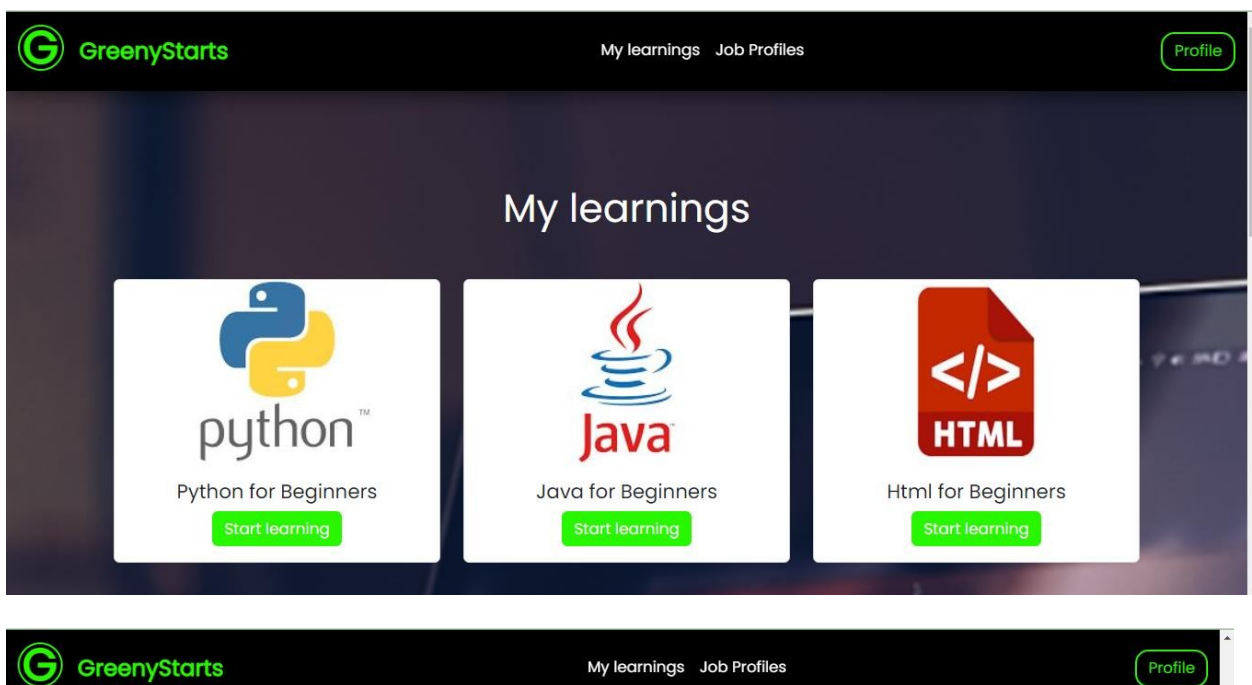 G GreenyStarts My learnings Job Profiles Profile
My learnings
python™ Java HTML
</>
Python for Beginners Java for Beginners Html for Beginners
Start learning Start learning Start learning
G GreenyStarts My learnings Job Profiles Profile